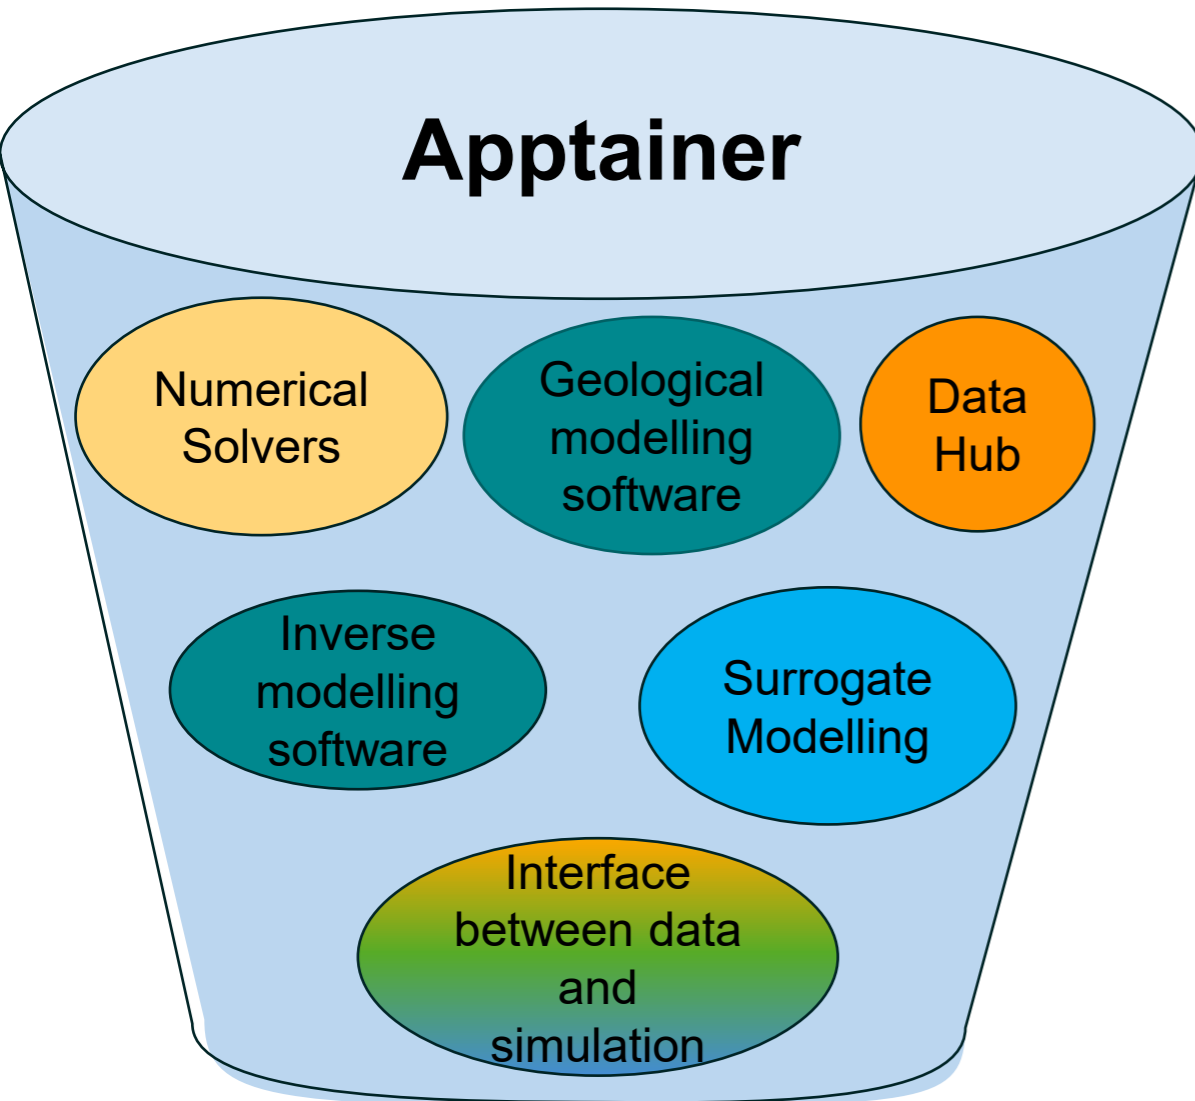 Apptainer
Numerical
Solvers
Geological
modelling
software
Data
Hub
Inverse
modelling
software
Surrogate
Modelling
Interface
between data
and
simulation